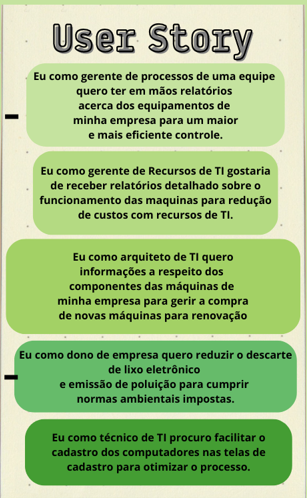 User Story
Eu como gerente de processos de uma equipe
quero ter em mãos relatórios
acerca dos equipamentos de
minha empresa para um maior
e mais eficiente controle.
Eu como gerente de Recursos de TI gostaria
de receber relatórios detalhado sobre o
funcionamento das maquinas para redução
de custos com recursos de TI.
Eu como arquiteto de TI quero
informações a respeito dos
componentes das máquinas de
minha empresa para gerir a compra
de novas máquinas para renovação
Eu como dono de empresa quero reduzir o descarte
de lixo eletrônico
e emissão de poluição para cumprir
normas ambientais impostas.
Eu como técnico de TI procuro facilitar o
cadastro dos computadores nas telas de
cadastro para otimizar o processo.